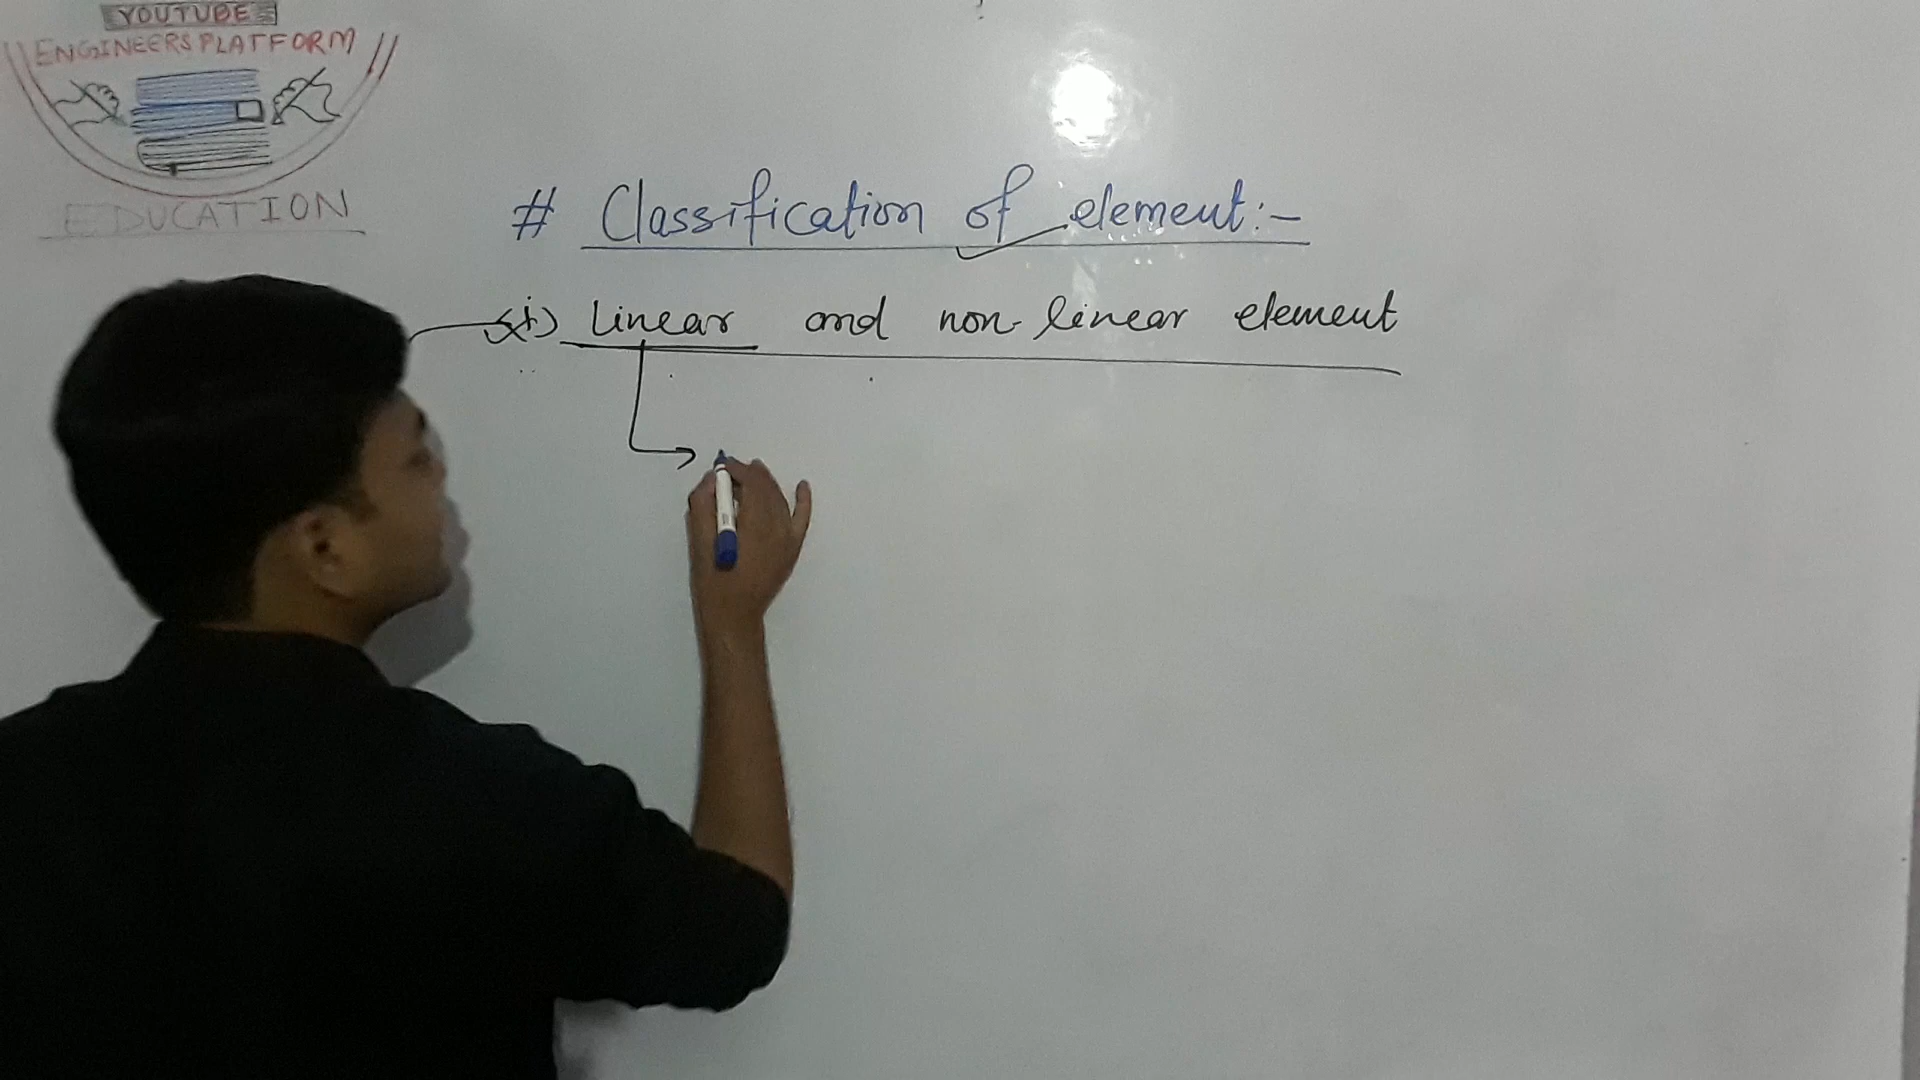 YOUTUBE
ENGINEERS PLATFORM
EDUCATION
# Classification of element:-
(i) Linear and non-linear element